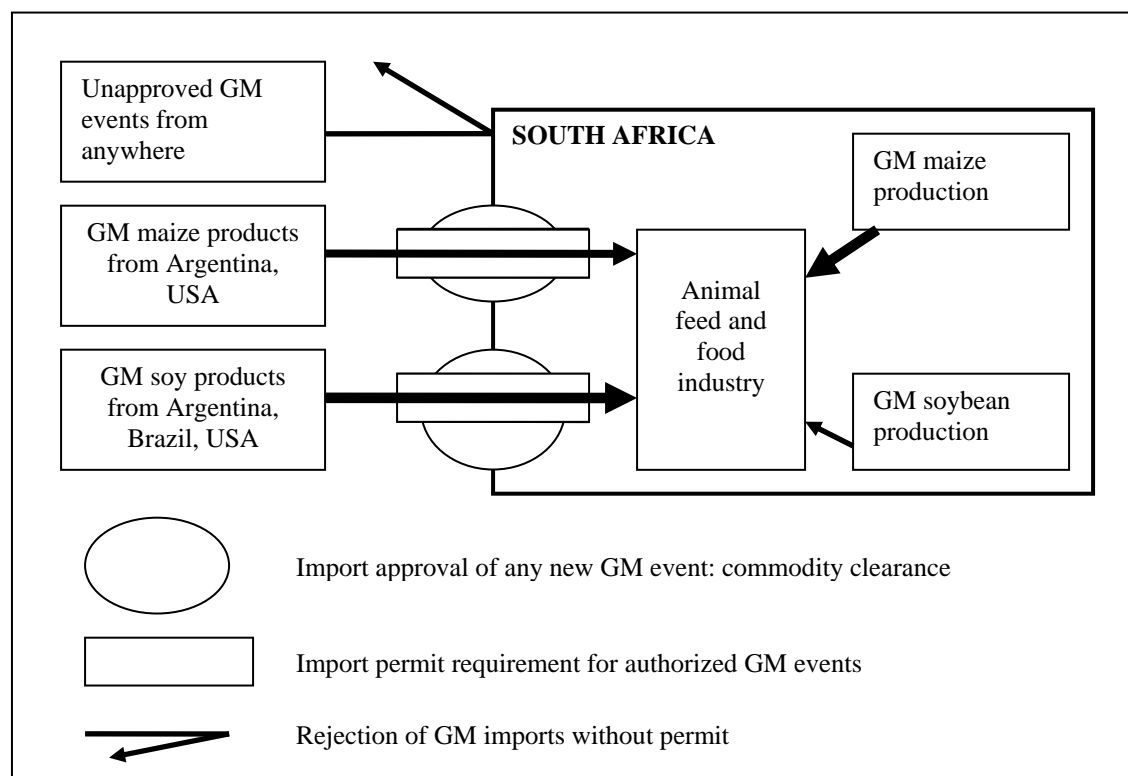 Unapproved GM
events from
anywhere
SOUTH AFRICA
GM maize
production
GM maize products
from Argentina,
USA
Animal
feed and
food
industry
GM soy products
from Argentina,
Brazil, USA
GM soybean
production
Import approval of any new GM event: commodity clearance
Import permit requirement for authorized GM events
Rejection of GM imports without permit